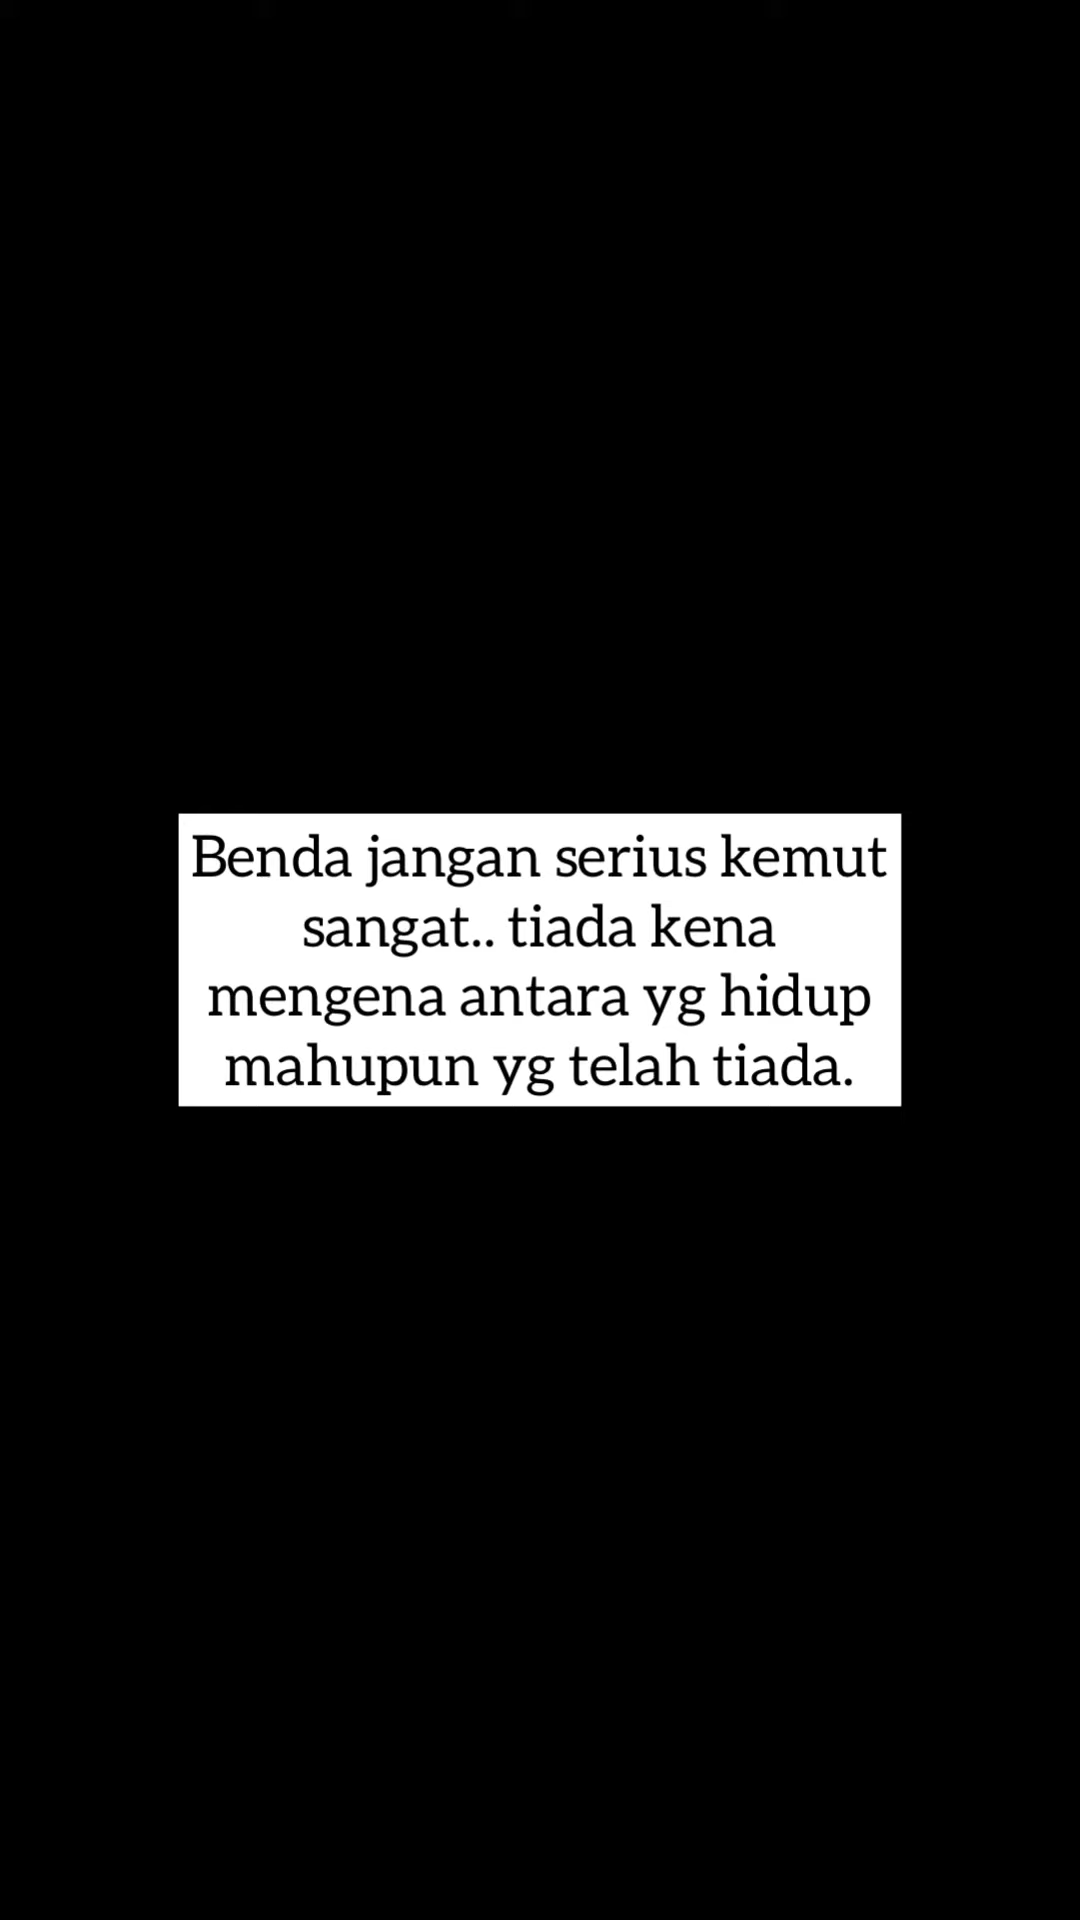 Benda jangan serius kemut
sangat.. tiada kena
mengena antara yg hidup
mahupun yg telah tiada.